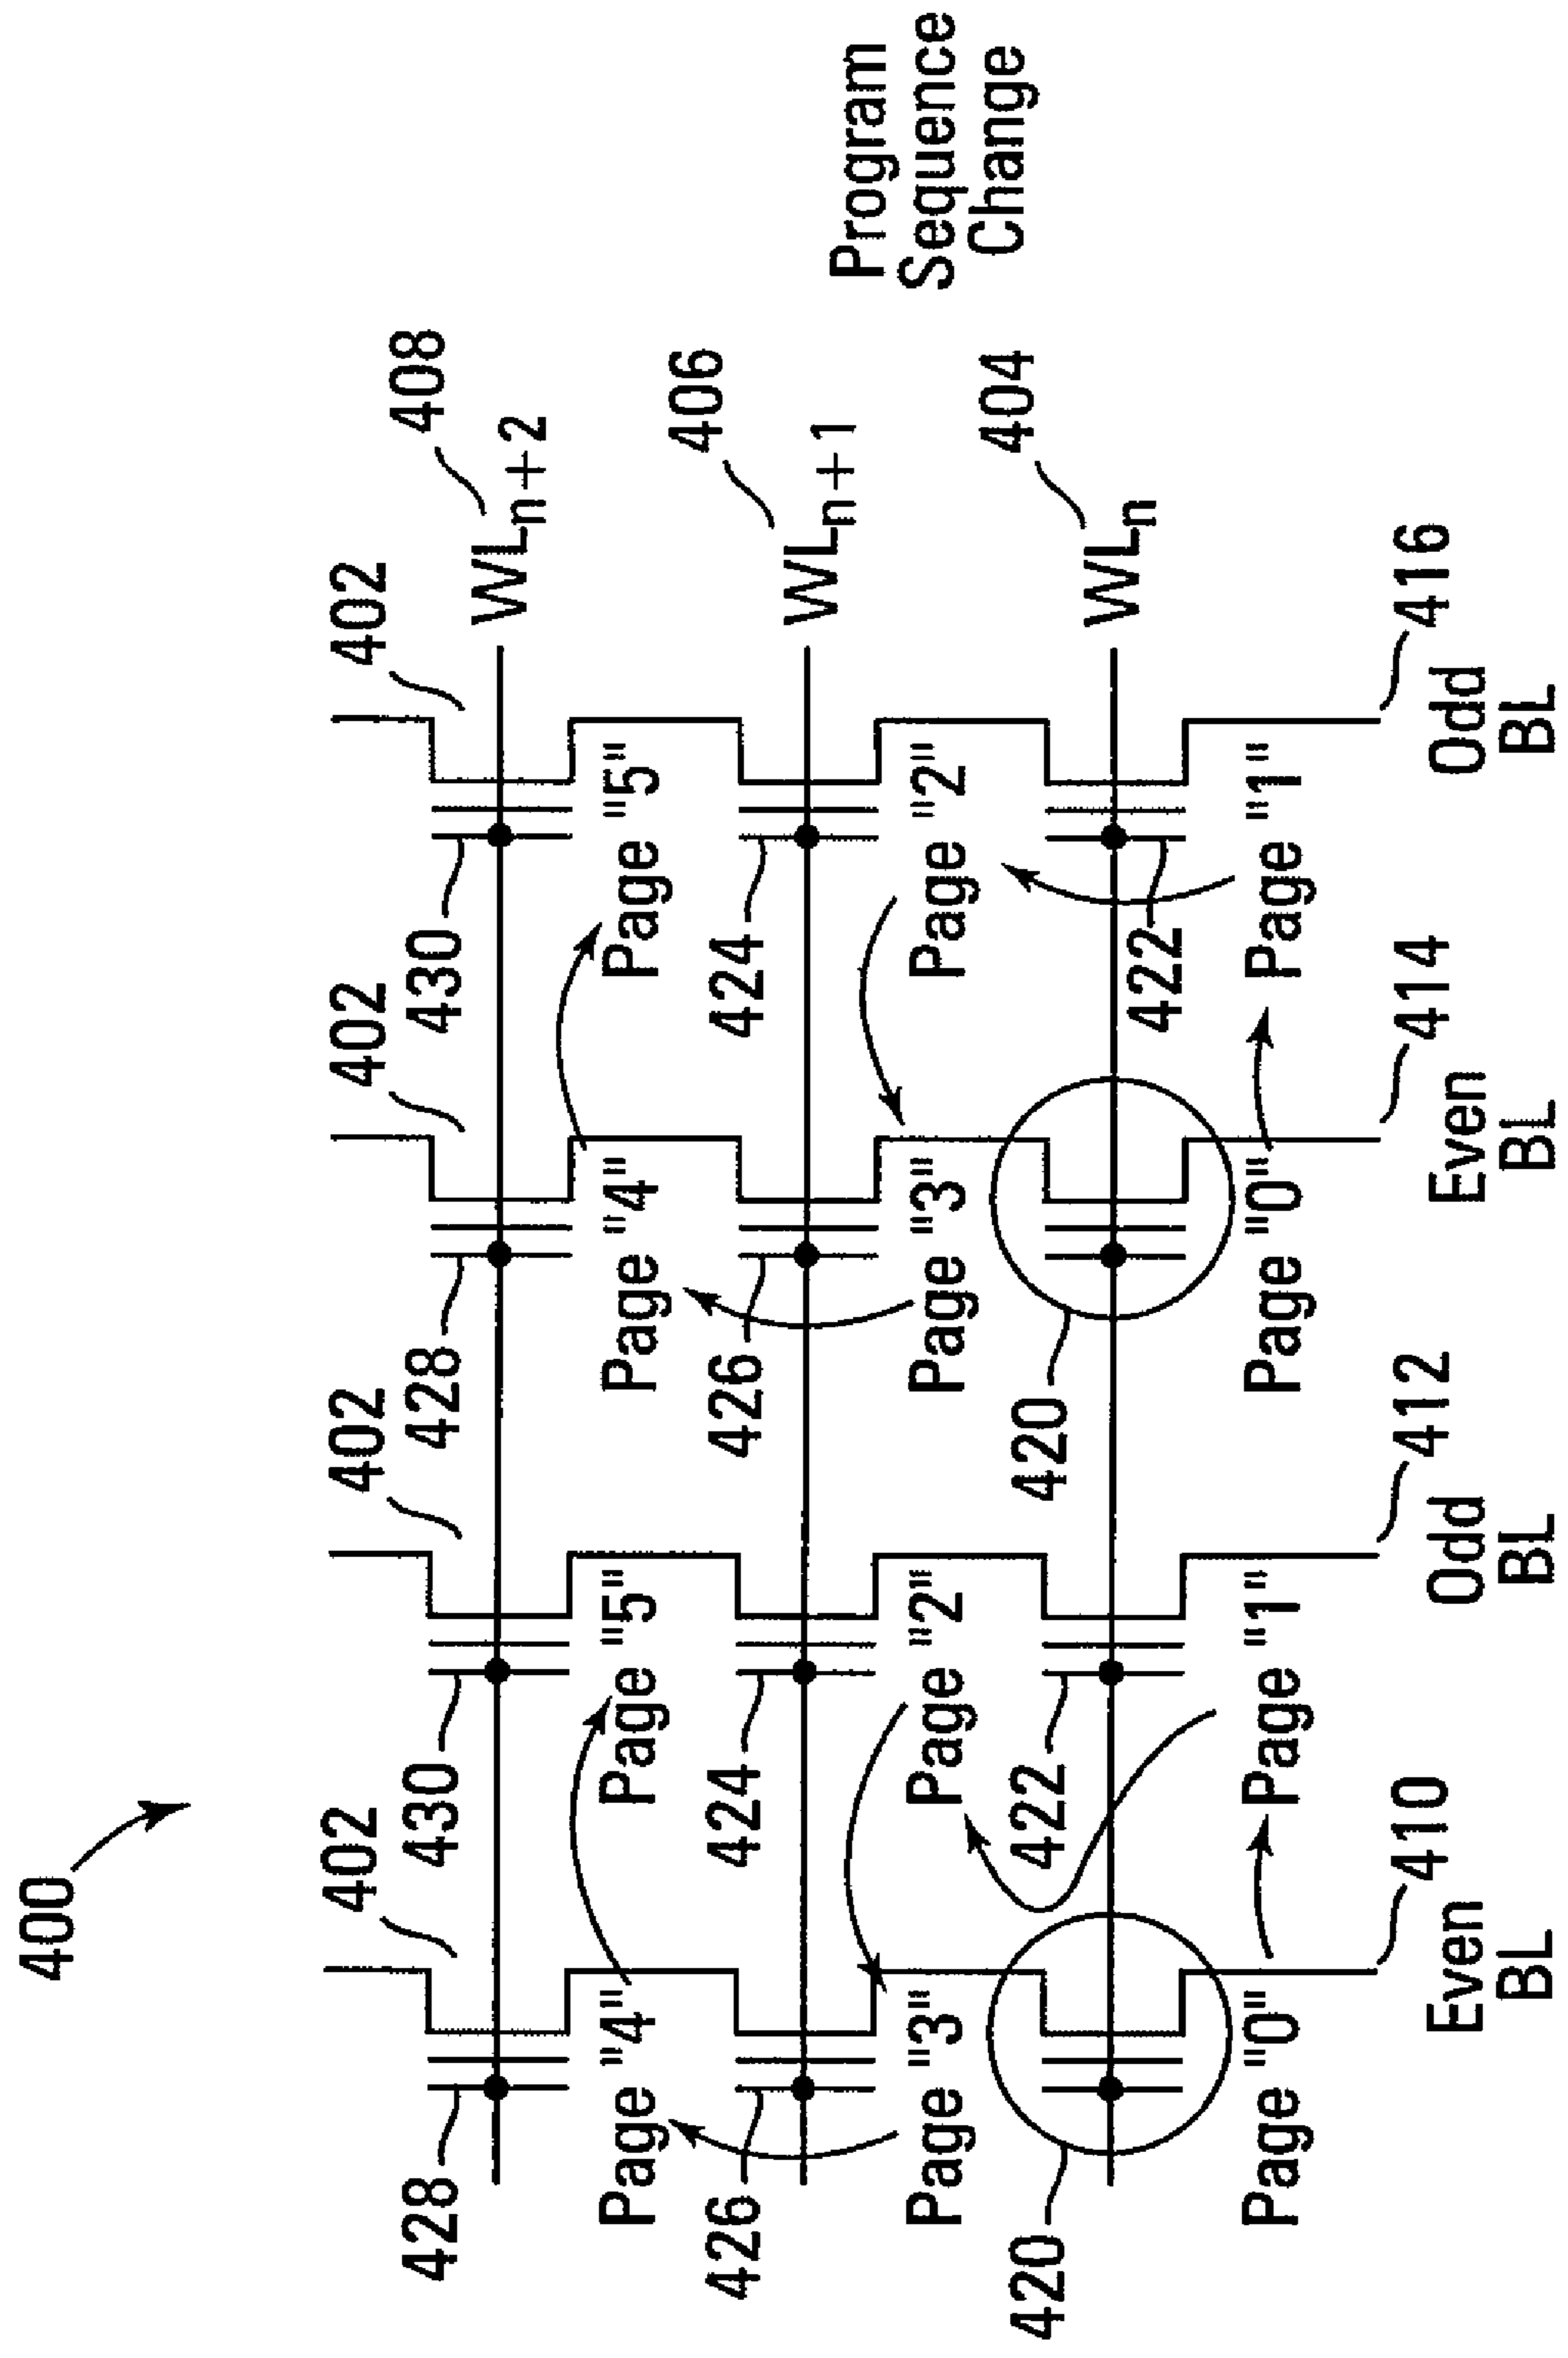 400
402
402
402
402
408
428
430
428
430
WLn+2
Page "4"
Page "5"
Page "4"
Page "5"
406
426
424
426
424
WLn+1
Program
Sequence
Change
Page "3"
Page "2"
Page "3"
Page "2"
404
420
422
420
422
WLn
Page "0"
Page "1"
Page "0"
Page "1"
410
412
414
416
Even
BL
Odd
BL
Even
BL
Odd
BL